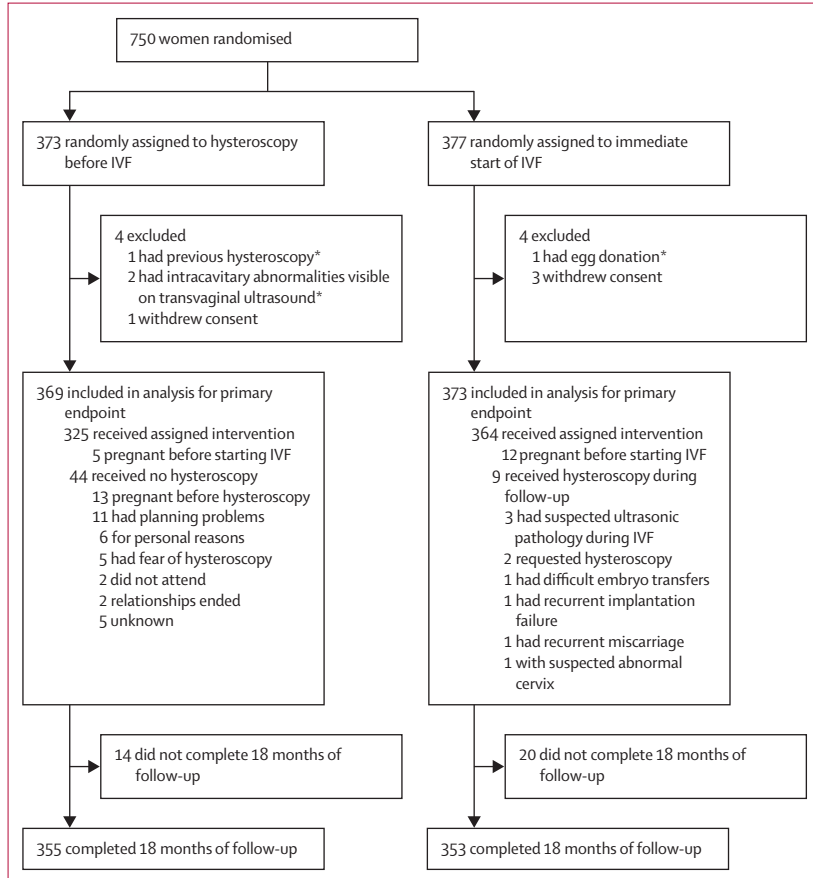 750 women randomised
373 randomly assigned to hysteroscopy
before IVF
377 randomly assigned to immediate
start of IVF
4 excluded
1 had previous hysteroscopy*
2 had intracavitary abnormalities visible
on transvaginal ultrasound*
1 withdrew consent
4 excluded
1 had egg donation*
3 withdrew consent
369 included in analysis for primary
endpoint
325 received assigned intervention
5 pregnant before starting IVF
44 received no hysteroscopy
13 pregnant before hysteroscopy
11 had planning problems
6 for personal reasons
5 had fear of hysteroscopy
2 did not attend
2 relationships ended
5 unknown
373 included in analysis for primary
endpoint
364 received assigned intervention
12 pregnant before starting IVF
9 received hysteroscopy during
follow-up
3 had suspected ultrasonic
pathology during IVF
2 requested hysteroscopy
1 had difficult embryo transfers
1 had recurrent implantation
failure
1 had recurrent miscarriage
1 with suspected abnormal
cervix
14 did not complete 18 months of
follow-up
20 did not complete 18 months of
follow-up
355 completed 18 months of follow-up
353 completed 18 months of follow-up